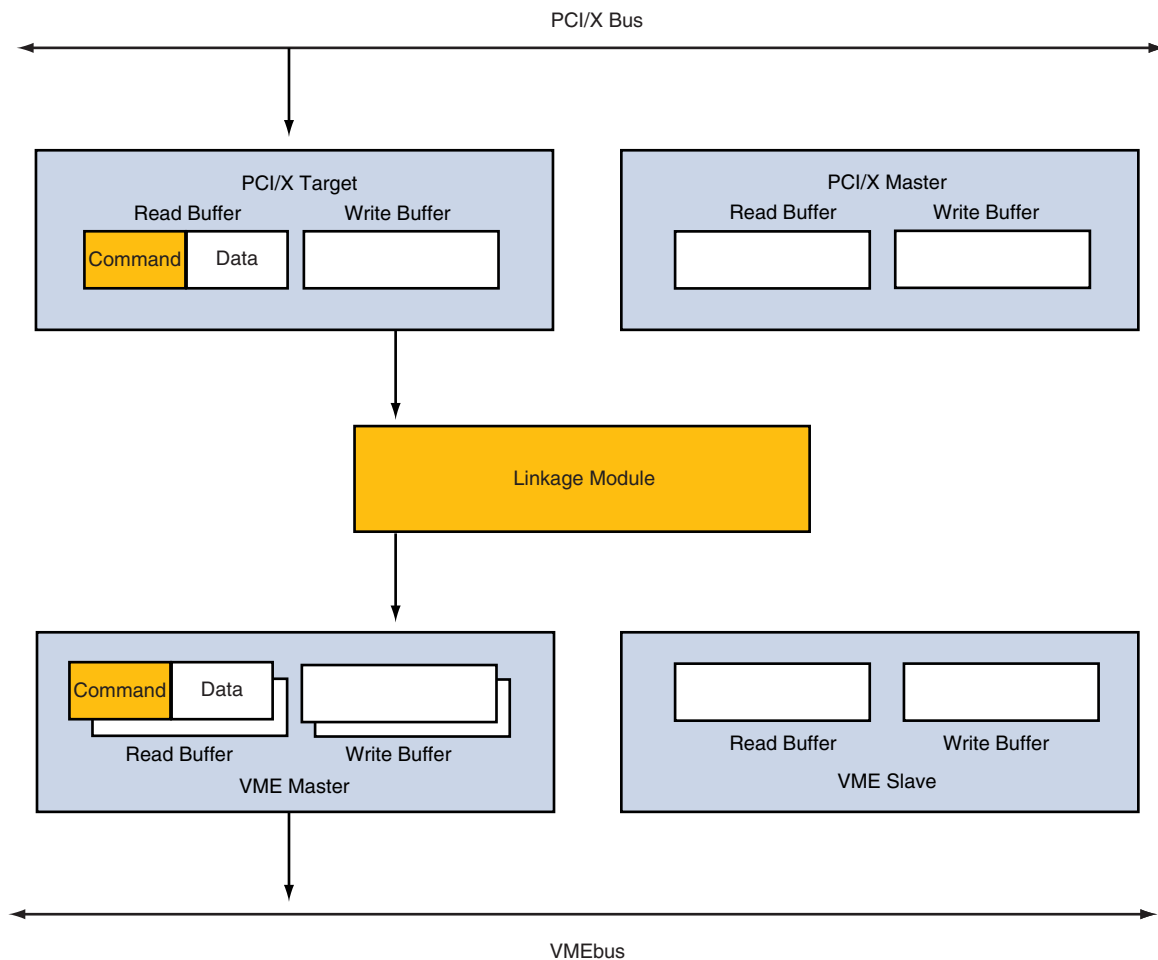 PCI/X Bus
PCI/X Target
Read Buffer
Write Buffer
Command
Data
PCI/X Master
Read Buffer
Write Buffer
Linkage Module
Command
Data
Read Buffer
Write Buffer
VME Master
Read Buffer
Write Buffer
VME Slave
VMEbus